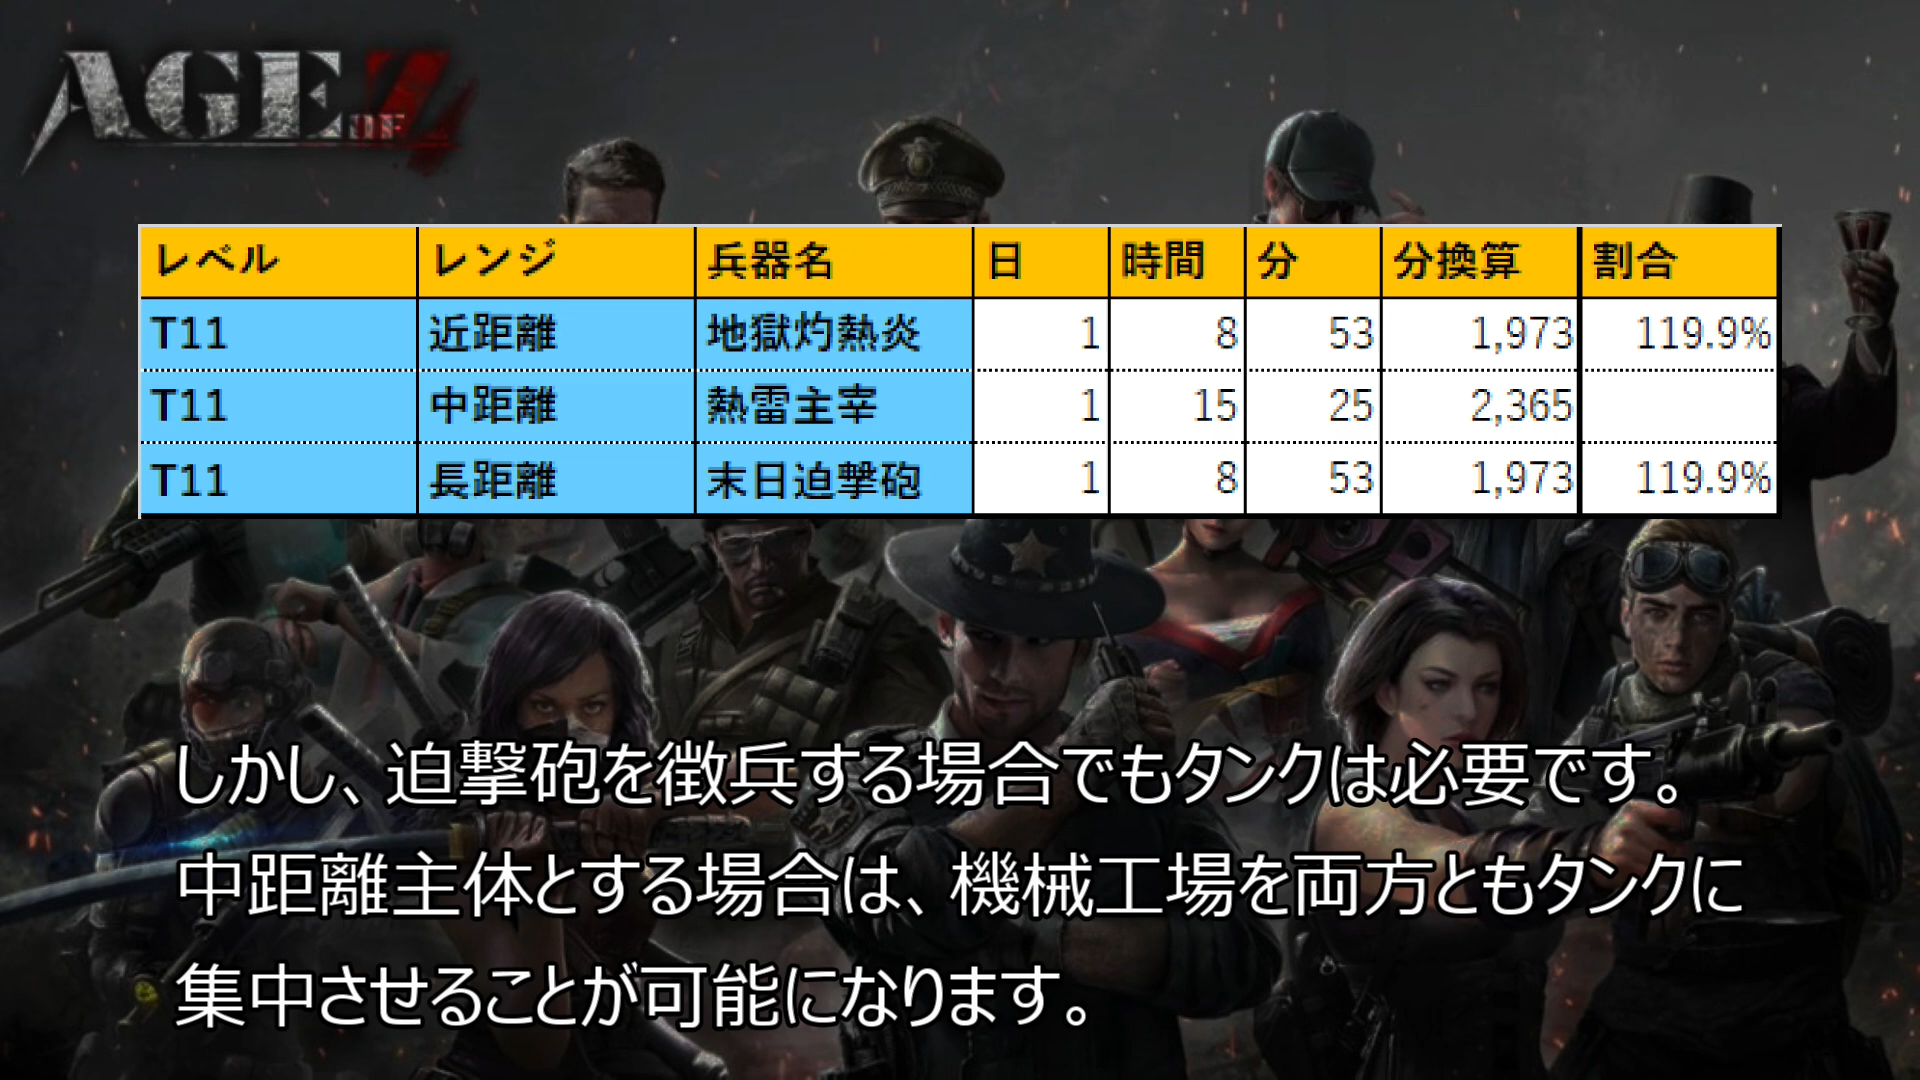 AGE OF Z
レベル レンジ 兵器名 日 時間 分 分換算 割合
T11 近距離 地獄灼熱炎 1 8 53 1,973 119.9%
T11 中距離 熱雷主宰 1 15 25 2,365
T11 長距離 末日迫撃砲 1 8 53 1,973 119.9%
しかし、迫撃砲を徴兵する場合でもタンクは必要です。
中距離主体とする場合は、機械工場を両方ともタンクに
集中させることが可能になります。